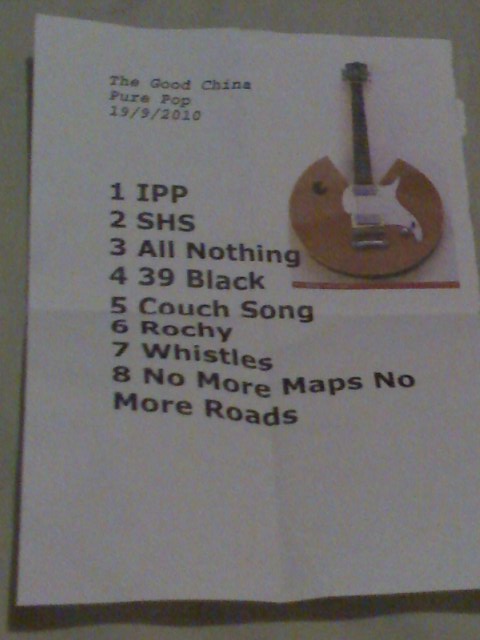 The Good China
Pure Pop
19/9/2010
1 IPP
2 SHS
3 All Nothing
4 39 Black
5 Couch Song
6 Rochy
7 Whistles
8 No More Maps No
More Roads